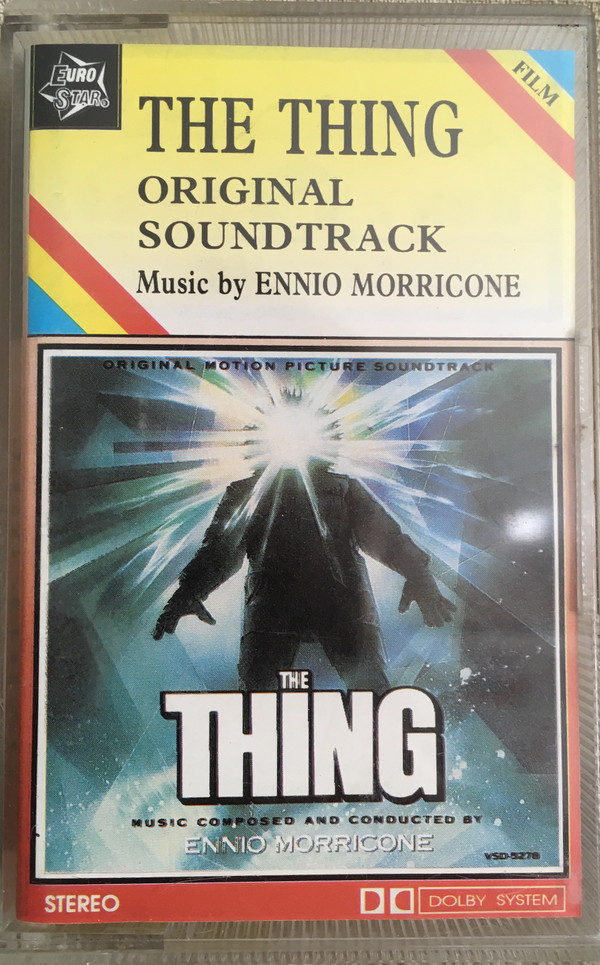 EURO
STAR®
FILM
THE THING
ORIGINAL
SOUNDTRACK
Music by ENNIO MORRICONE
ORIGINAL MOTION PICTURE SOUNDTRACK
THE
THING
MUSIC COMPOSED AND CONDUCTED BY
ENNIO MORRICONE
VSD-5278
STEREO
DOLBY SYSTEM